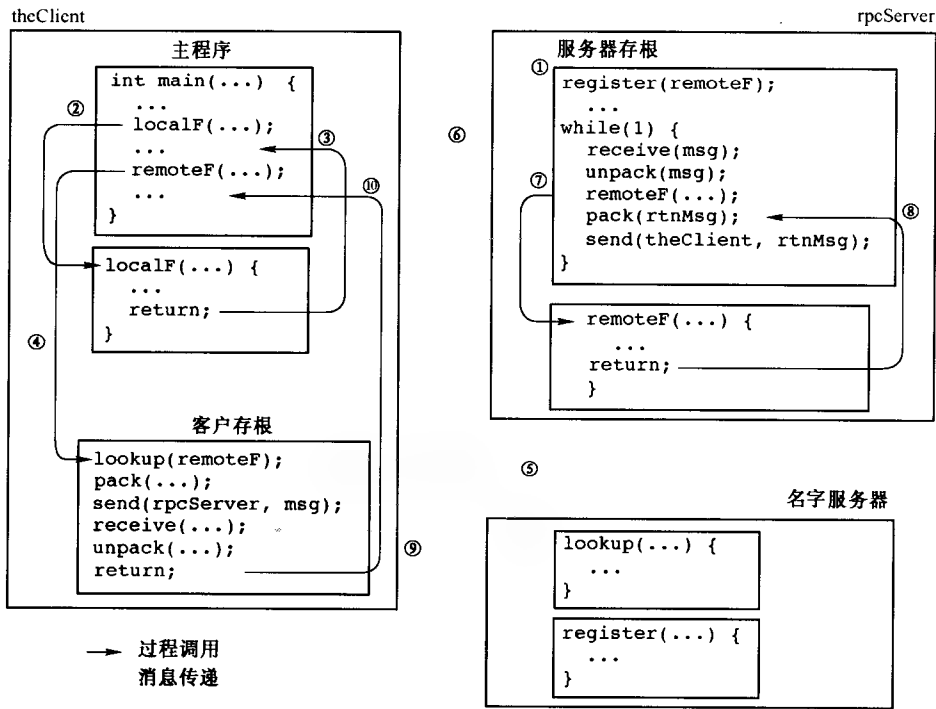 theClient
主程序
int main(...) {
...
②
localF(...);
③
...
remoteF(...);
⑩
...
}
localF(...) {
...
return;
}
④
客户存根
lookup(remoteF);
pack(...);
send(rpcServer, msg);
receive(...);
unpack(...);
⑨
return;
→ 过程调用
消息传递
rpcServer
服务器存根
①
register(remoteF);
...
⑥
while(1) {
receive(msg);
unpack(msg);
⑦
remoteF(...);
pack(rtnMsg);
⑧
send(theClient, rtnMsg);
}
remoteF(...) {
...
return;
}
⑤
名字服务器
lookup(...) {
...
}
register(...) {
...
}